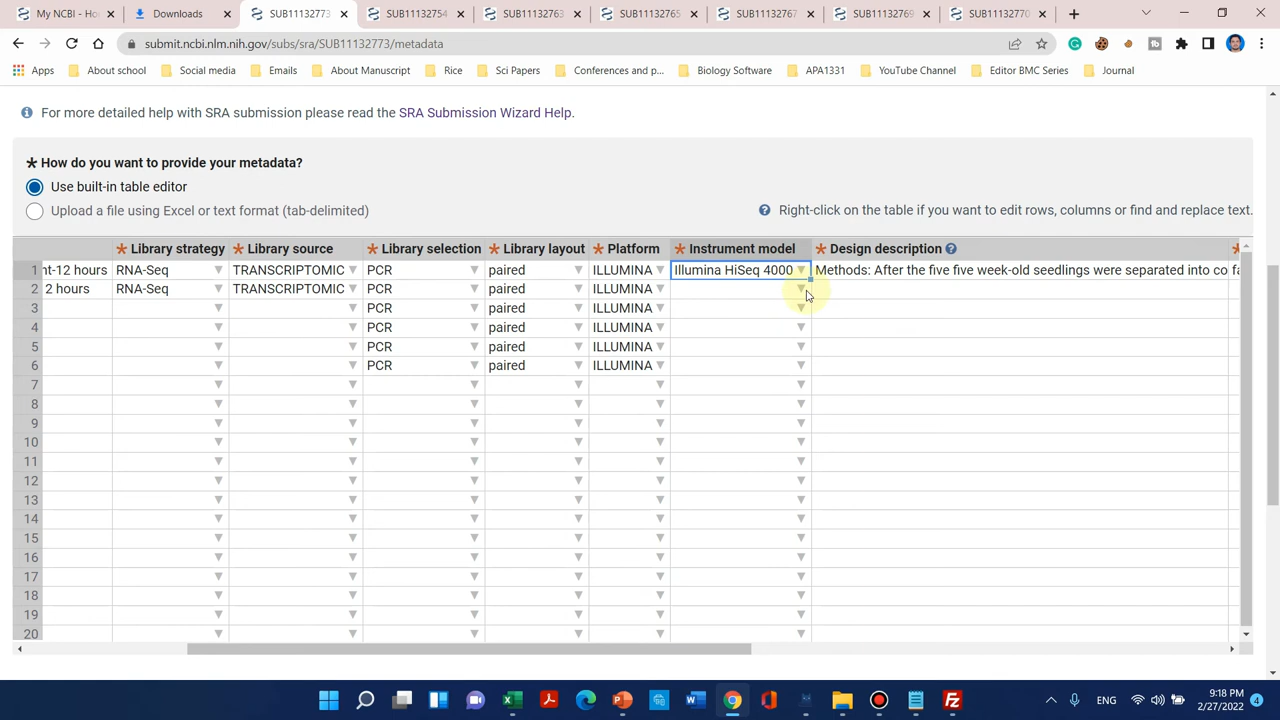 My NCBI - Ho
Downloads
SUB11132773
SUB11132754
SUB11132763
SUB11132765
SUB11132767
SUB11132769
SUB11132770
submit.ncbi.nlm.nih.gov/subs/sra/SUB11132773/metadata
Apps
About school
Social media
Emails
About Manuscript
Rice
Sci Papers
Conferences and p...
Biology Software
APA1331
YouTube Channel
Editor BMC Series
Journal
For more detailed help with SRA submission please read the SRA Submission Wizard Help.
* How do you want to provide your metadata?
Use built-in table editor
Upload a file using Excel or text format (tab-delimited)
? Right-click on the table if you want to edit rows, columns or find and replace text.
* Library strategy * Library source * Library selection * Library layout * Platform * Instrument model * Design description ? *
1 nt-12 hours RNA-Seq TRANSCRIPTOMIC PCR paired ILLUMINA Illumina HiSeq 4000 Methods: After the five five week-old seedlings were separated into co fa
2 2 hours RNA-Seq TRANSCRIPTOMIC PCR paired ILLUMINA
3 PCR paired ILLUMINA
4 PCR paired ILLUMINA
5 PCR paired ILLUMINA
6 PCR paired ILLUMINA
7
8
9
10
11
12
13
14
15
16
17
18
19
20
ENG
9:18 PM
2/27/2022
4